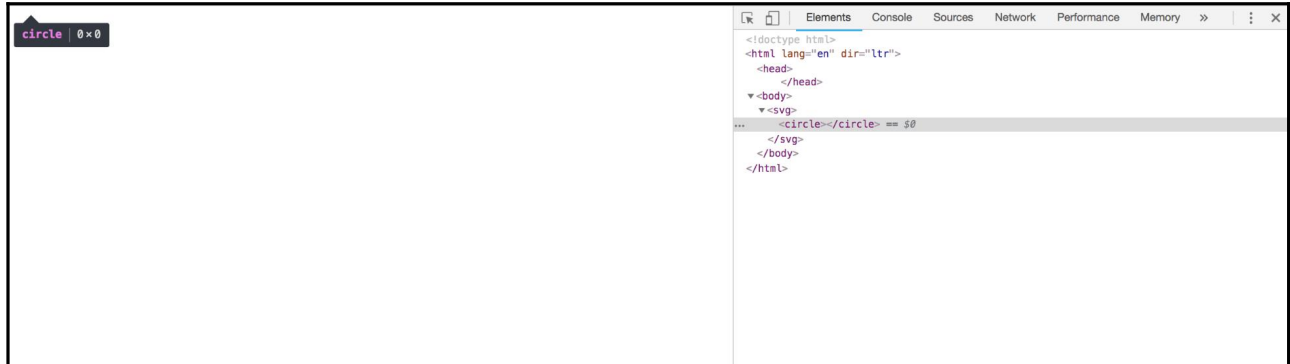 circle | 0×0
Elements Console Sources Network Performance Memory »
<!doctype html>
<html lang="en" dir="ltr">
<head>
</head>
▼<body>
▼<svg>
... <circle></circle> == $0
</svg>
</body>
</html>